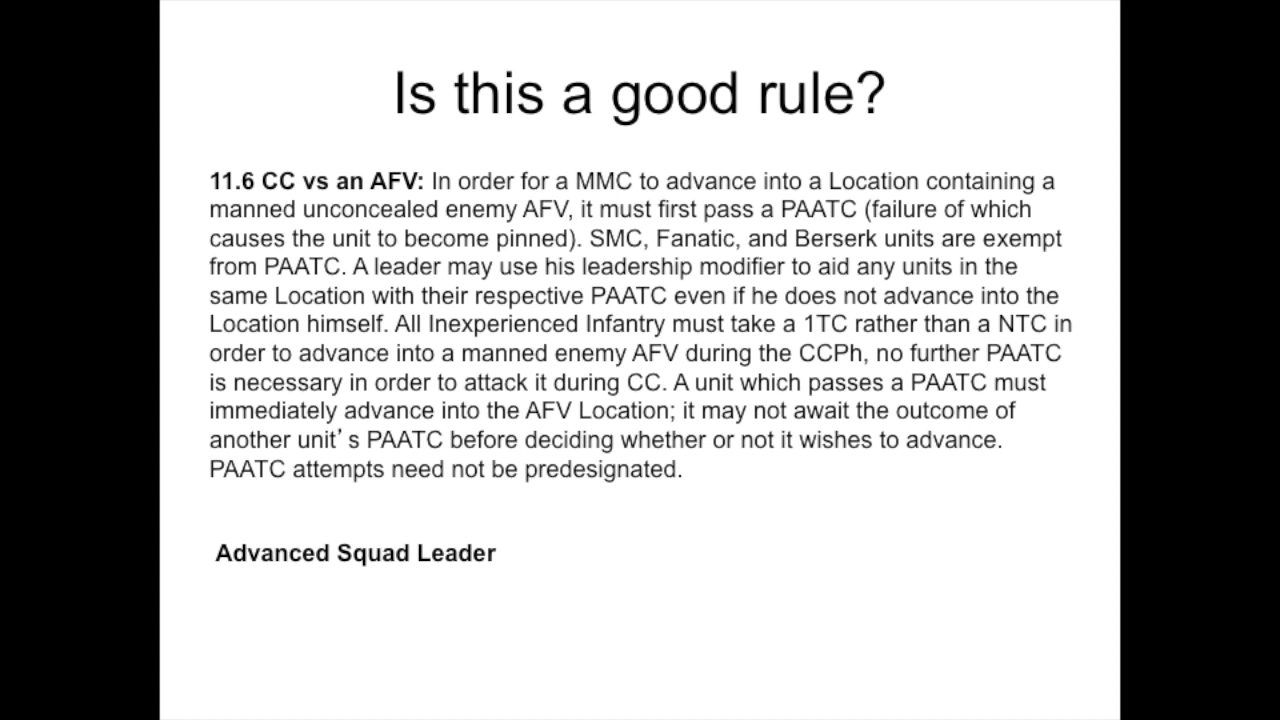 Is this a good rule?
11.6 CC vs an AFV: In order for a MMC to advance into a Location containing a
manned unconcealed enemy AFV, it must first pass a PAATC (failure of which
causes the unit to become pinned). SMC, Fanatic, and Berserk units are exempt
from PAATC. A leader may use his leadership modifier to aid any units in the
same Location with their respective PAATC even if he does not advance into the
Location himself. All Inexperienced Infantry must take a 1TC rather than a NTC in
order to advance into a manned enemy AFV during the CCPh, no further PAATC
is necessary in order to attack it during CC. A unit which passes a PAATC must
immediately advance into the AFV Location; it may not await the outcome of
another unit’s PAATC before deciding whether or not it wishes to advance.
PAATC attempts need not be predesignated.
Advanced Squad Leader